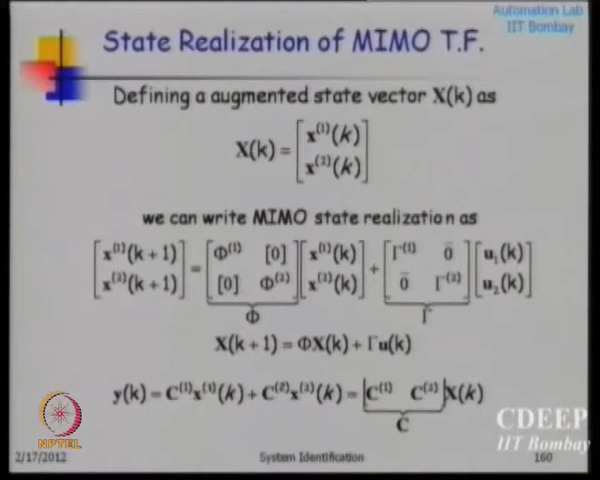 Automation Lab
IIT Bombay
State Realization of MIMO T.F.
Defining a augmented state vector X(k) as
X(k) = [x^(1)(k) ; x^(2)(k)]
we can write MIMO state realization as
[x^(1)(k + 1) ; x^(2)(k + 1)] = [Φ^(1) [0] ; [0] Φ^(2)] [x^(1)(k) ; x^(2)(k)] + [Γ^(1) 0̄ ; 0̄ Γ^(2)] [u₁(k) ; u₂(k)]
Φ Γ
X(k + 1) = ΦX(k) + Γu(k)
y(k) = C^(1)x^(1)(k) + C^(2)x^(2)(k) = [C^(1) C^(2)]X(k)
C
NPTEL
CDEEP
IIT Bombay
2/17/2012 System Identification 160